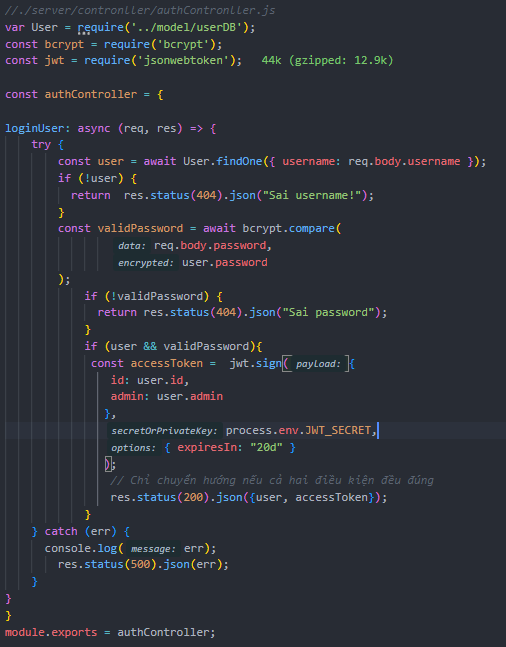 //./server/contronller/authContronller.js
var User = require('../model/userDB');
const bcrypt = require('bcrypt');
const jwt = require('jsonwebtoken');   44k (gzipped: 12.9k)
const authController = {
loginUser: async (req, res) => {
try {
const user = await User.findOne({ username: req.body.username });
if (!user) {
return  res.status(404).json("Sai username!");
}
const validPassword = await bcrypt.compare(
data: req.body.password,
encrypted: user.password
);
if (!validPassword) {
return res.status(404).json("Sai password");
}
if (user && validPassword){
const accessToken =  jwt.sign( payload: {
id: user.id,
admin: user.admin
},
secretOrPrivateKey: process.env.JWT_SECRET,
options: { expiresIn: "20d" }
);
// Chỉ chuyển hướng nếu cả hai điều kiện đều đúng
res.status(200).json({user, accessToken});
}
} catch (err) {
console.log( message: err);
res.status(500).json(err);
}
}
}
module.exports = authController;